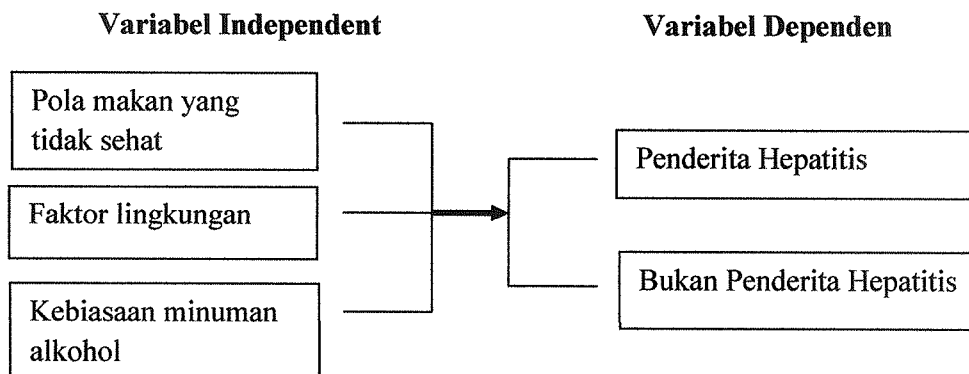 Variabel Independent
Variabel Dependen
Pola makan yang
tidak sehat
Faktor lingkungan
Kebiasaan minuman
alkohol
Penderita Hepatitis
Bukan Penderita Hepatitis